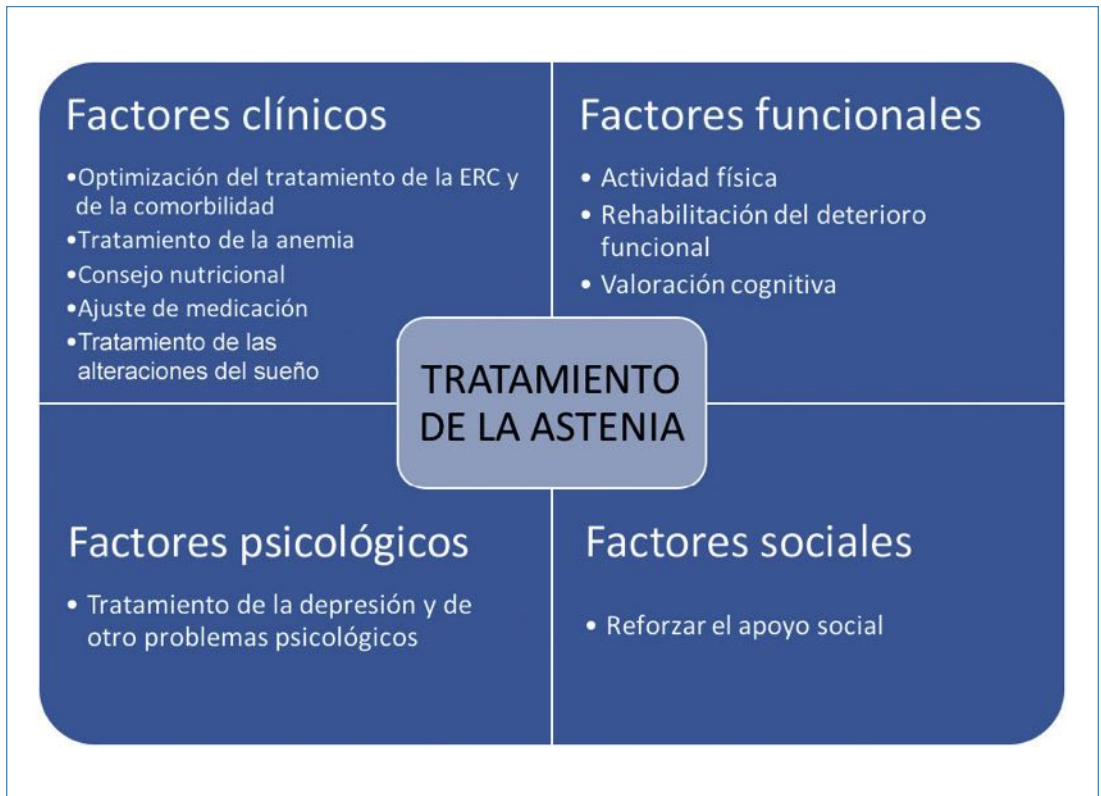 Factores clínicos
•Optimización del tratamiento de la ERC y
de la comorbilidad
•Tratamiento de la anemia
•Consejo nutricional
•Ajuste de medicación
•Tratamiento de las
alteraciones del sueño
Factores funcionales
• Actividad física
• Rehabilitación del deterioro
funcional
• Valoración cognitiva
TRATAMIENTO
DE LA ASTENIA
Factores psicológicos
• Tratamiento de la depresión y de
otro problemas psicológicos
Factores sociales
• Reforzar el apoyo social